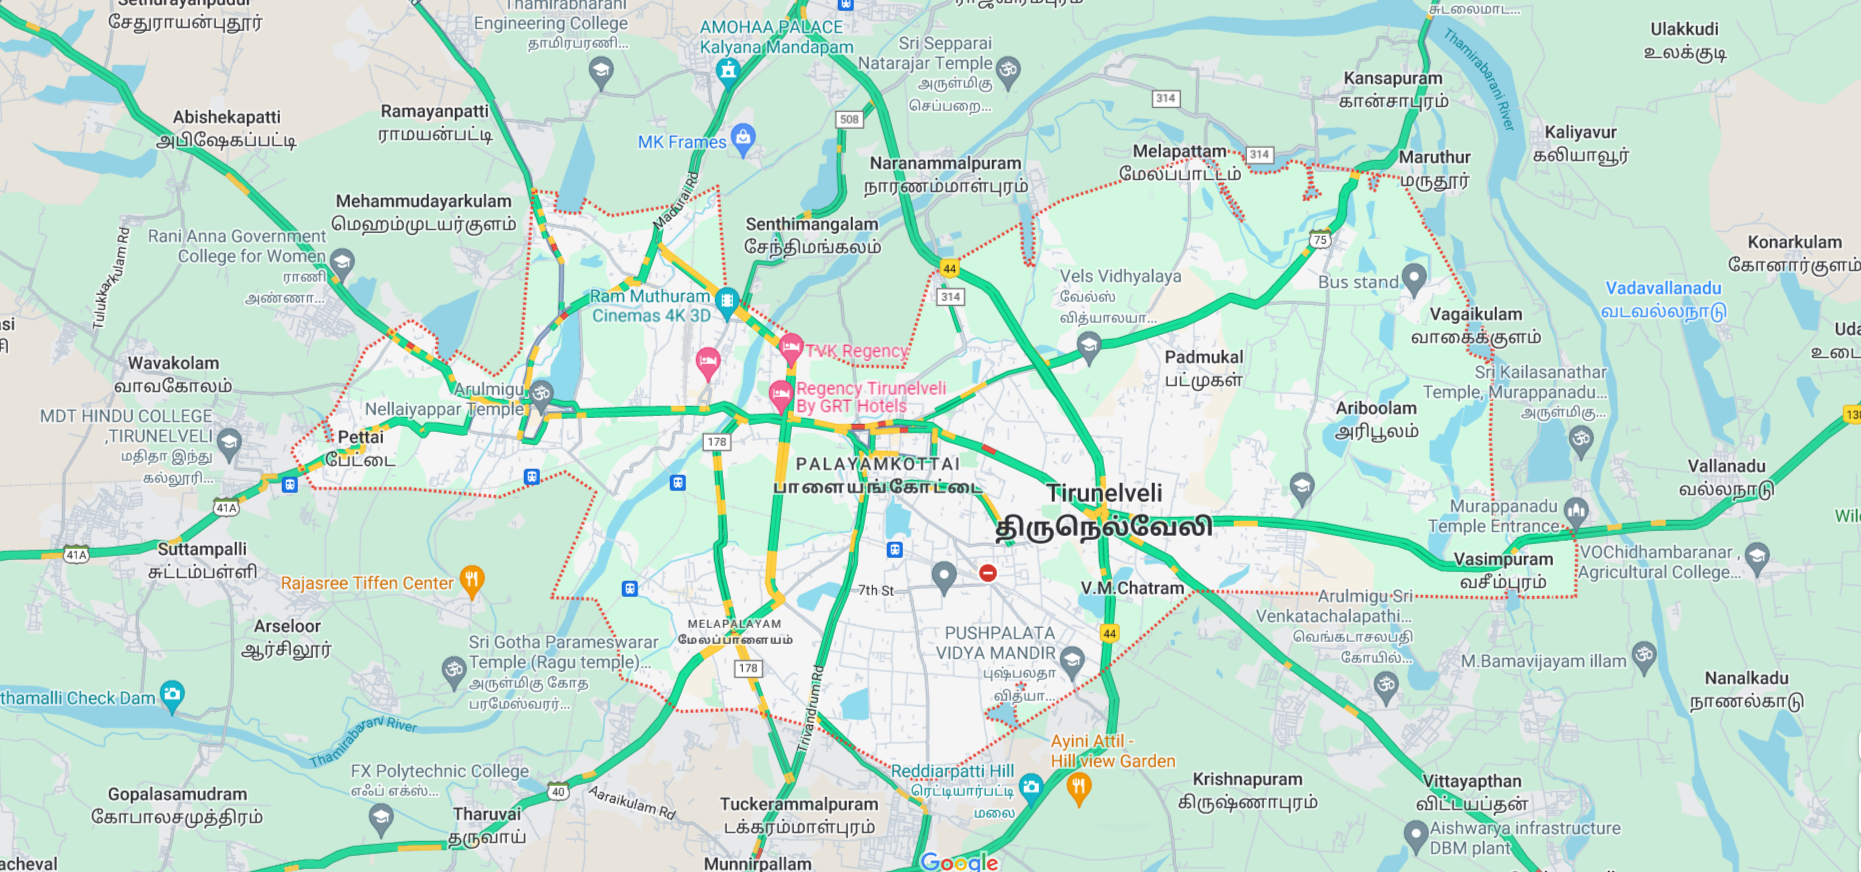 சேதுராயன்புதூர்
Thamirabharani
Engineering College
தாமிரபரணி...
AMOHAA PALACE
Kalyana Mandapam
Sri Sepparai
Natarajar Temple
அருள்மிகு
செப்பறை...
சுடலைமாட...
Ulakkudi
உலக்குடி
Thamirabarani River
Kansapuram
கான்சாபுரம்
314
508
Abishekapatti
அபிஷேகப்பட்டி
Ramayanpatti
ராமயன்பட்டி
MK Frames
Kaliyavur
கலியாவூர்
Naranammalpuram
நாரணம்மாள்புரம்
Melapattam
மேலப்பாட்டம்
314
Maruthur
மருதூர்
Madurai Rd
Mehammudayarkulam
மெஹம்முடயர்குளம்
Senthimangalam
சேந்திமங்கலம்
Tulukkarkulam Rd
Rani Anna Government
College for Women
ராணி
அண்ணா...
75
Konarkulam
கோனார்குளம்
44
314
Vels Vidhyalaya
வேல்ஸ்
வித்யாலயா...
Bus stand
Vadavallanadu
வடவல்லநாடு
Ram Muthuram
Cinemas 4K 3D
Vagaikulam
வாகைக்குளம்
TVK Regency
Wavakolam
வாவகோலம்
Padmukal
பட்முகள்
Sri Kailasanathar
Temple, Murappanadu...
அருள்மிகு...
Arulmigu
Nellaiyappar Temple
Regency Tirunelveli
By GRT Hotels
MDT HINDU COLLEGE
,TIRUNELVELI
மதிதா இந்து
கல்லூரி...
Ariboolam
அரிபூலம்
Pettai
பேட்டை
178
PALAYAMKOTTAI
பாளையங்கோட்டை
Vallanadu
வல்லநாடு
Tirunelveli
திருநெல்வேலி
41A
Murappanadu
Temple Entrance
41A
Suttampalli
சுட்டம்பள்ளி
Vasimpuram
வசீம்புரம்
VOChidhambaranar ,
Agricultural College...
Rajasree Tiffen Center
7th St
V.M.Chatram
Arulmigu Sri
Venkatachalapathi...
வெங்கடாசலபதி
கோயில்...
Arseloor
ஆர்சிலூர்
MELAPALAYAM
மேலப்பாளையம்
PUSHPALATA
VIDYA MANDIR
புஷ்பலதா
வித்யா...
44
Sri Gotha Parameswarar
Temple (Ragu temple)...
அருள்மிகு கோத
பரமேஸ்வரர்...
178
M.Bamavijayam illam
Nanalkadu
நாணல்காடு
thamalli Check Dam
Thamirabarani River
Trivandrum Rd
Ayini Attil -
Hill view Garden
FX Polytechnic College
எஃப் எக்ஸ்...
Reddiarpatti Hill
ரெட்டியார்பட்டி
மலை
Krishnapuram
கிருஷ்ணாபுரம்
Vittayapthan
விட்டயப்தன்
Gopalasamudram
கோபாலசமுத்திரம்
40
Aaraikulam Rd
Tharuvai
தருவாய்
Tuckerammalpuram
டக்கரம்மாள்புரம்
Aishwarya infrastructure
DBM plant
acheval
Munnirpallam
Google